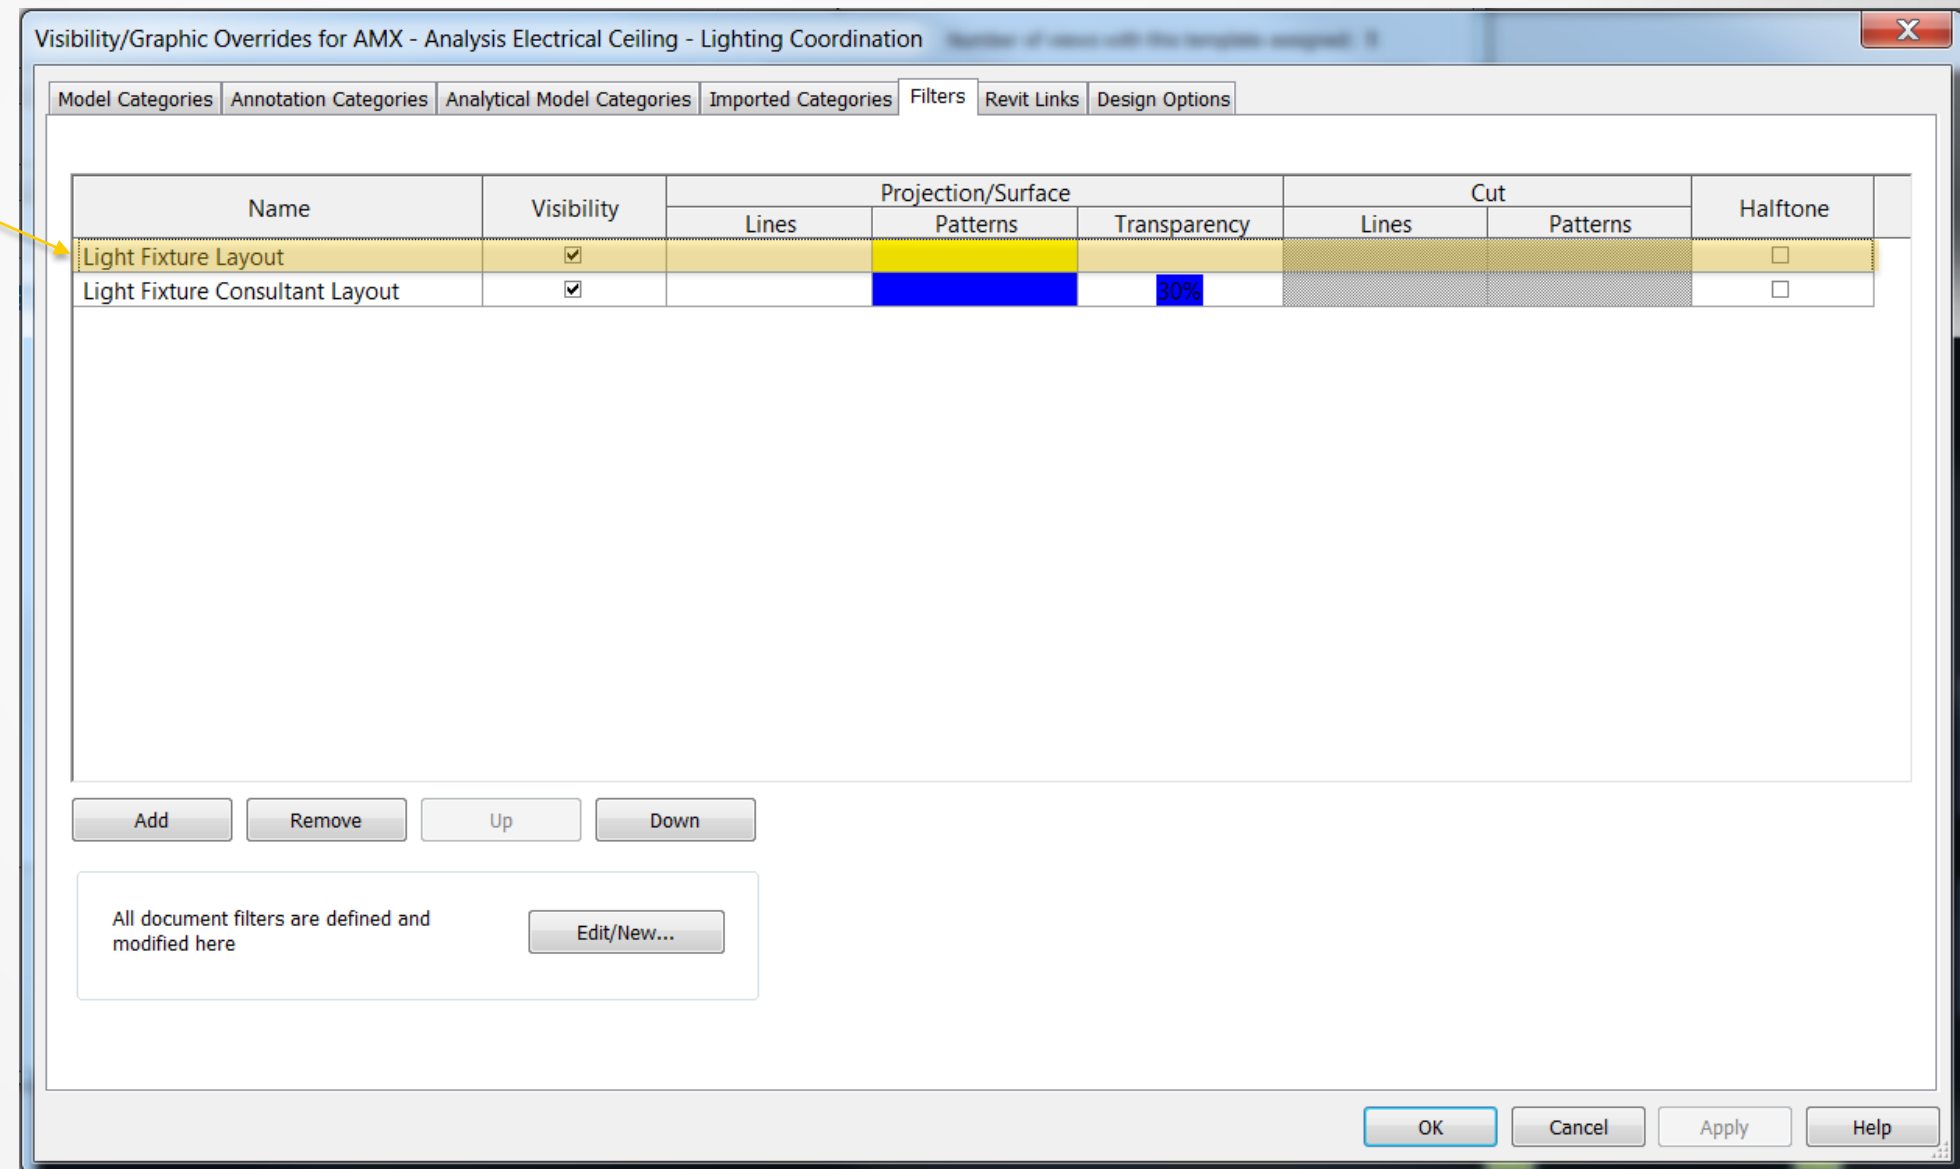 Visibility/Graphic Overrides for AMX - Analysis Electrical Ceiling - Lighting Coordination
Model Categories Annotation Categories Analytical Model Categories Imported Categories Filters Revit Links Design Options
Name Visibility Projection/Surface Cut Halftone
Lines Patterns Transparency Lines Patterns
Light Fixture Layout
Light Fixture Consultant Layout 30%
Add Remove Up Down
All document filters are defined and
modified here
Edit/New...
OK Cancel Apply Help